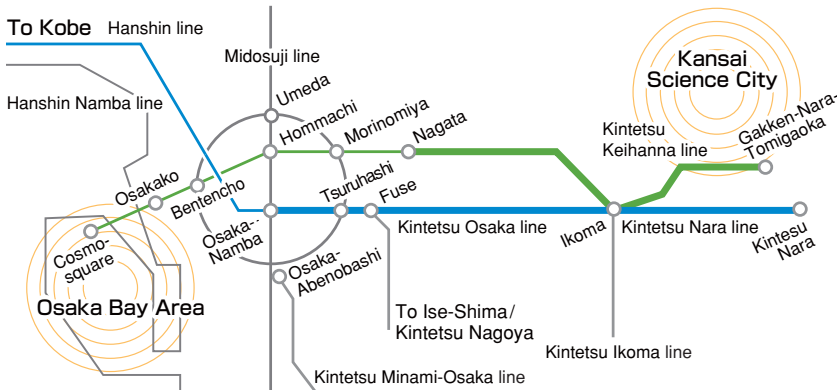 To Kobe
Hanshin line
Midosuji line
Hanshin Namba line
Umeda
Hommachi
Morinomiya
Nagata
Kansai
Science City
Kintetsu
Keihanna line
Gakken-Nara-
Tomigaoka
Osakako
Bentencho
Tsuruhashi
Fuse
Cosmo-
square
Osaka-
Namba
Kintetsu Osaka line
Ikoma
Kintetsu Nara line
Kintesu
Nara
Osaka-
Abenobashi
Osaka Bay Area
To Ise-Shima/
Kintetsu Nagoya
Kintetsu Ikoma line
Kintetsu Minami-Osaka line